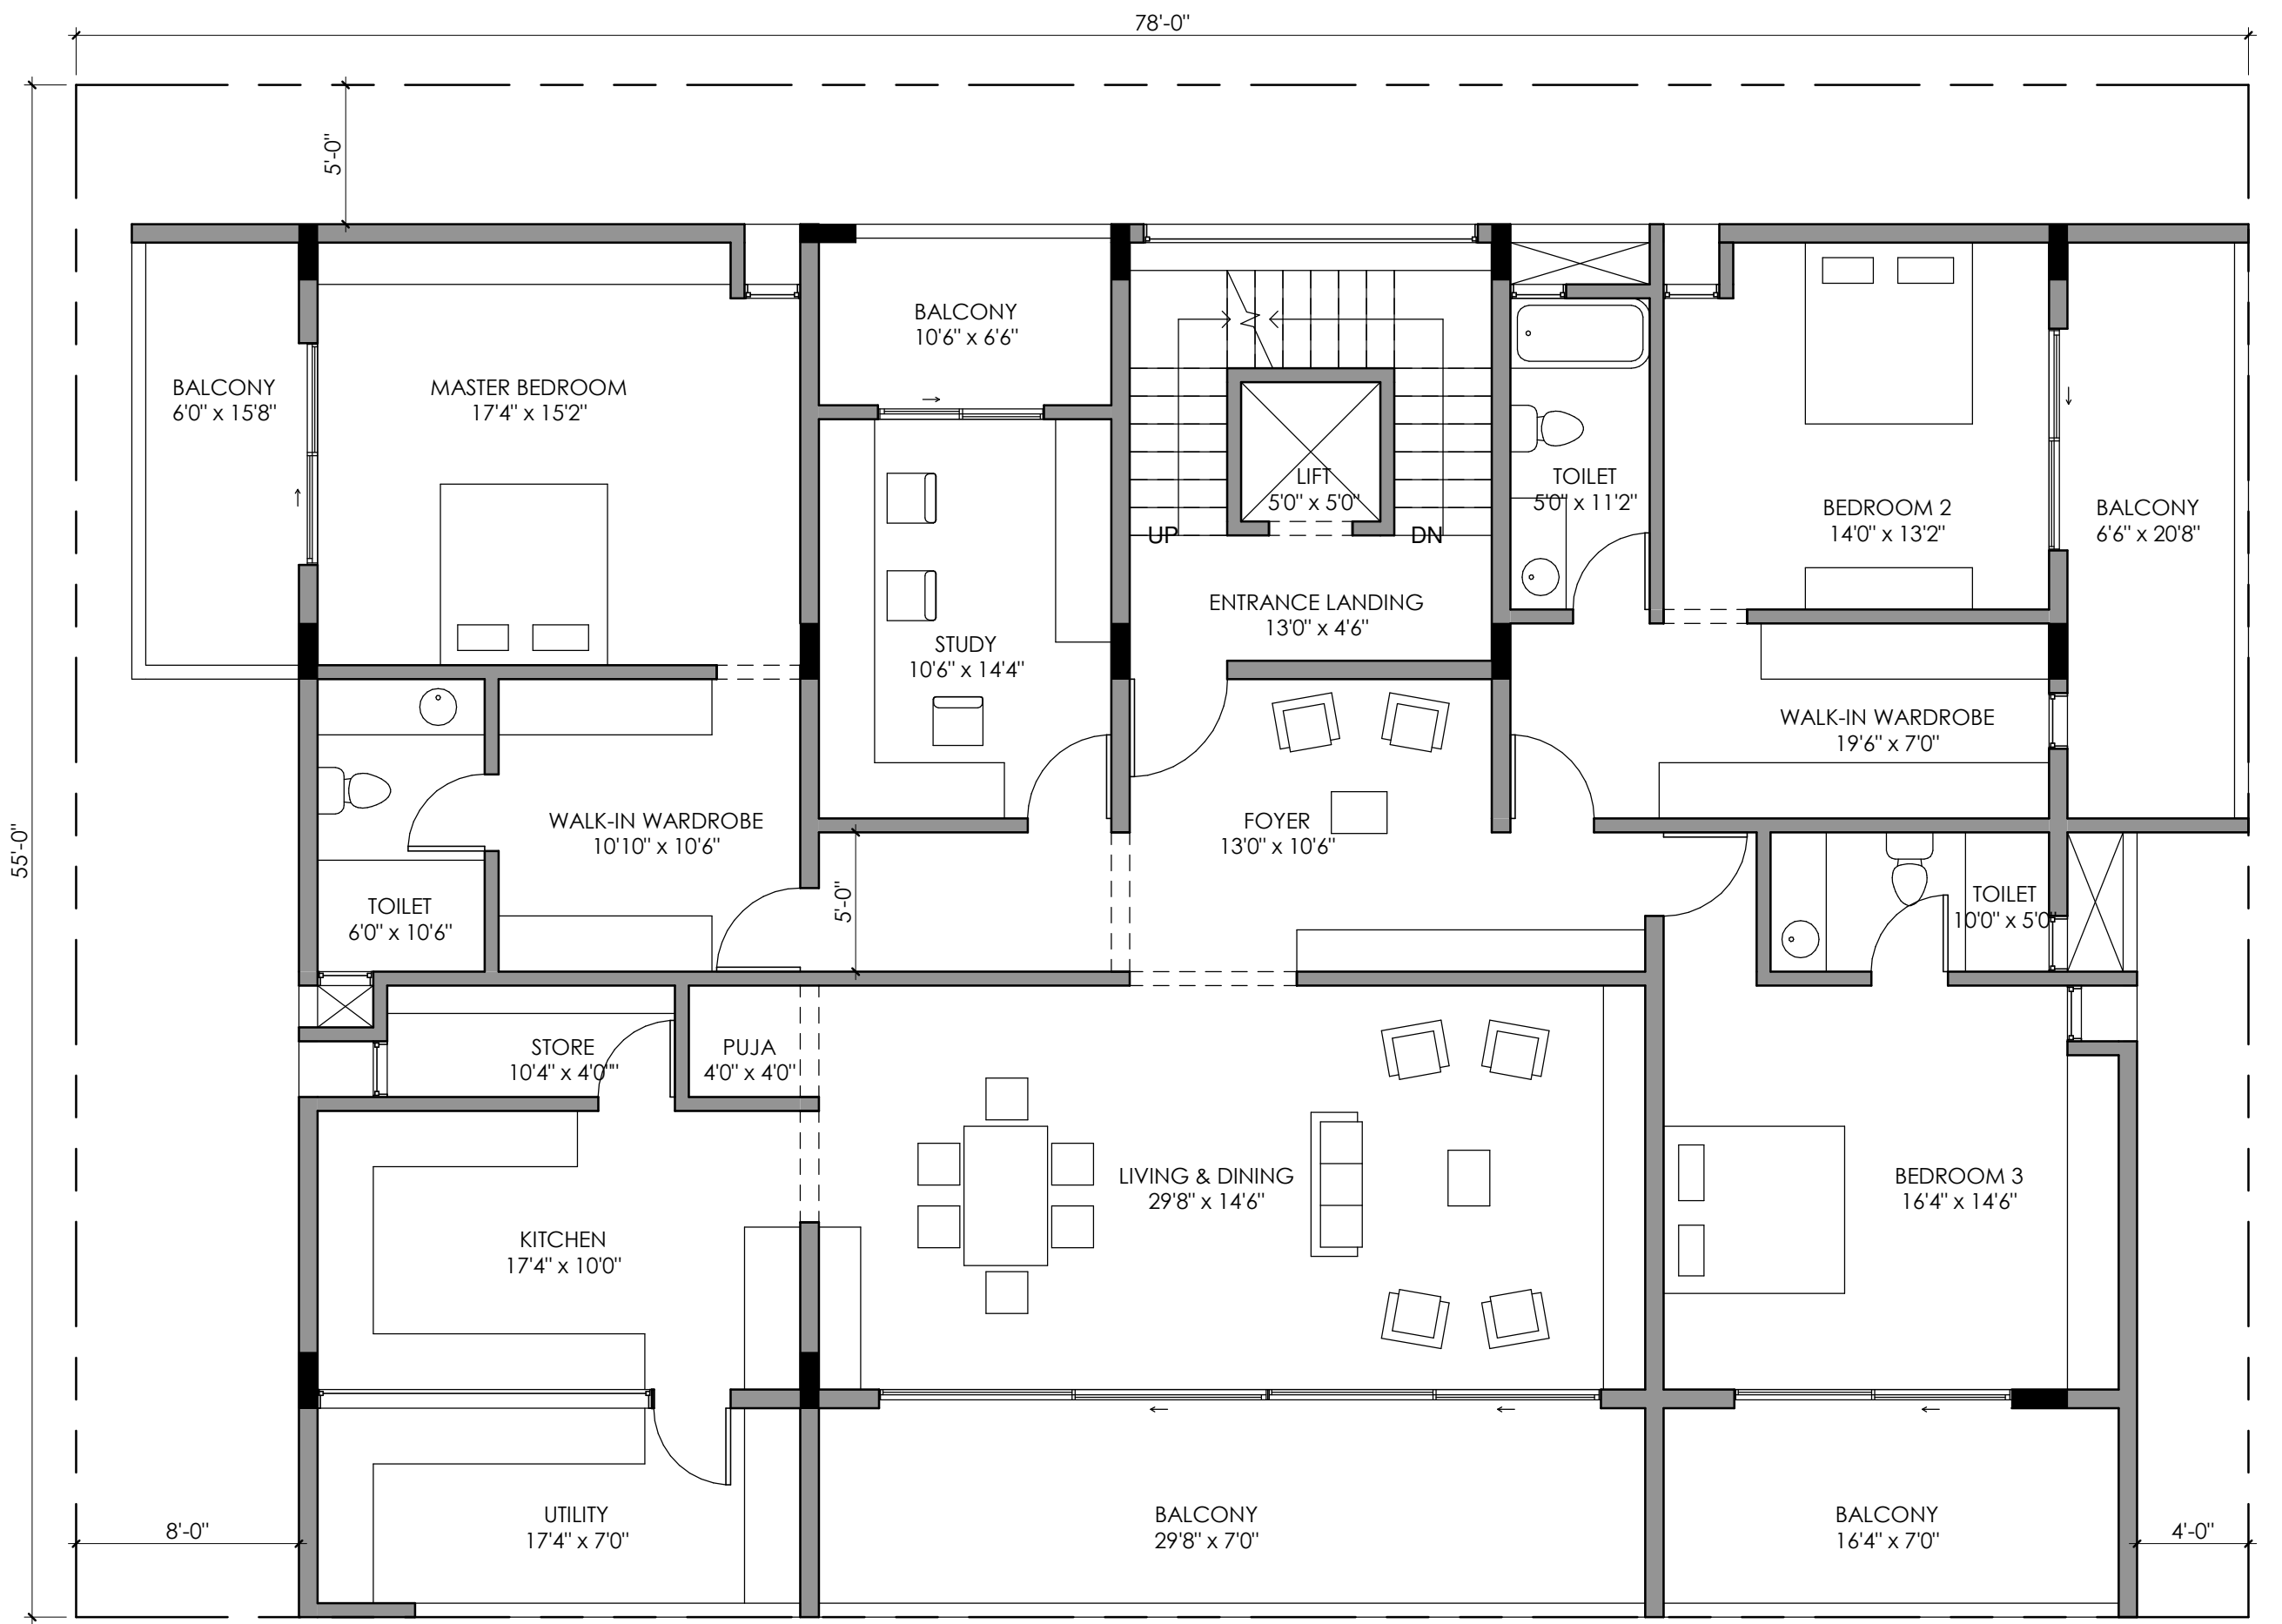 78'-0"
5'-0"
BALCONY
10'6" x 6'6"
BALCONY
6'0" x 15'8"
MASTER BEDROOM
17'4" x 15'2"
LIFT
5'0" x 5'0"
TOILET
5'0" x 11'2"
BEDROOM 2
14'0" x 13'2"
BALCONY
6'6" x 20'8"
UP
DN
ENTRANCE LANDING
13'0" x 4'6"
STUDY
10'6" x 14'4"
WALK-IN WARDROBE
19'6" x 7'0"
WALK-IN WARDROBE
10'10" x 10'6"
FOYER
13'0" x 10'6"
55'-0"
5'-0"
TOILET
6'0" x 10'6"
TOILET
10'0" x 5'0"
STORE
10'4" x 4'0""
PUJA
4'0" x 4'0"
LIVING & DINING
29'8" x 14'6"
BEDROOM 3
16'4" x 14'6"
KITCHEN
17'4" x 10'0"
UTILITY
17'4" x 7'0"
BALCONY
29'8" x 7'0"
BALCONY
16'4" x 7'0"
8'-0"
4'-0"